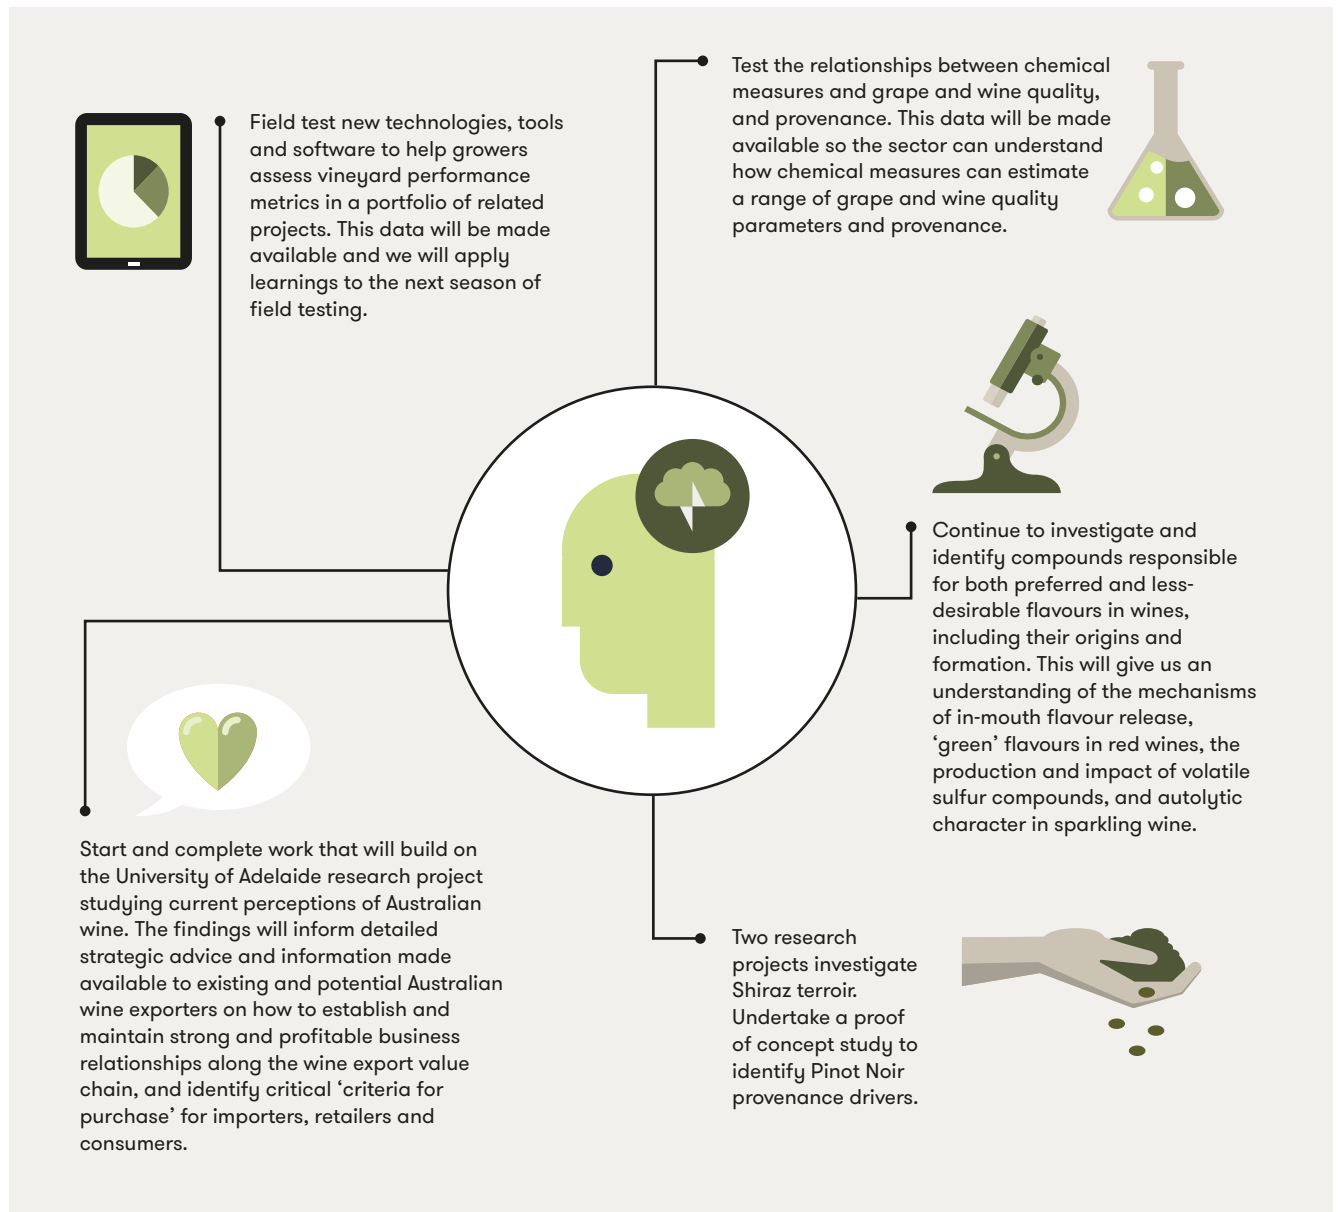 Field test new technologies, tools
and software to help growers
assess vineyard performance
metrics in a portfolio of related
projects. This data will be made
available and we will apply
learnings to the next season of
field testing.
Test the relationships between chemical
measures and grape and wine quality,
and provenance. This data will be made
available so the sector can understand
how chemical measures can estimate
a range of grape and wine quality
parameters and provenance.
Continue to investigate and
identify compounds responsible
for both preferred and less-
desirable flavours in wines,
including their origins and
formation. This will give us an
understanding of the mechanisms
of in-mouth flavour release,
‘green’ flavours in red wines, the
production and impact of volatile
sulfur compounds, and autolytic
character in sparkling wine.
Start and complete work that will build on
the University of Adelaide research project
studying current perceptions of Australian
wine. The findings will inform detailed
strategic advice and information made
available to existing and potential Australian
wine exporters on how to establish and
maintain strong and profitable business
relationships along the wine export value
chain, and identify critical ‘criteria for
purchase’ for importers, retailers and
consumers.
Two research
projects investigate
Shiraz terroir.
Undertake a proof
of concept study to
identify Pinot Noir
provenance drivers.